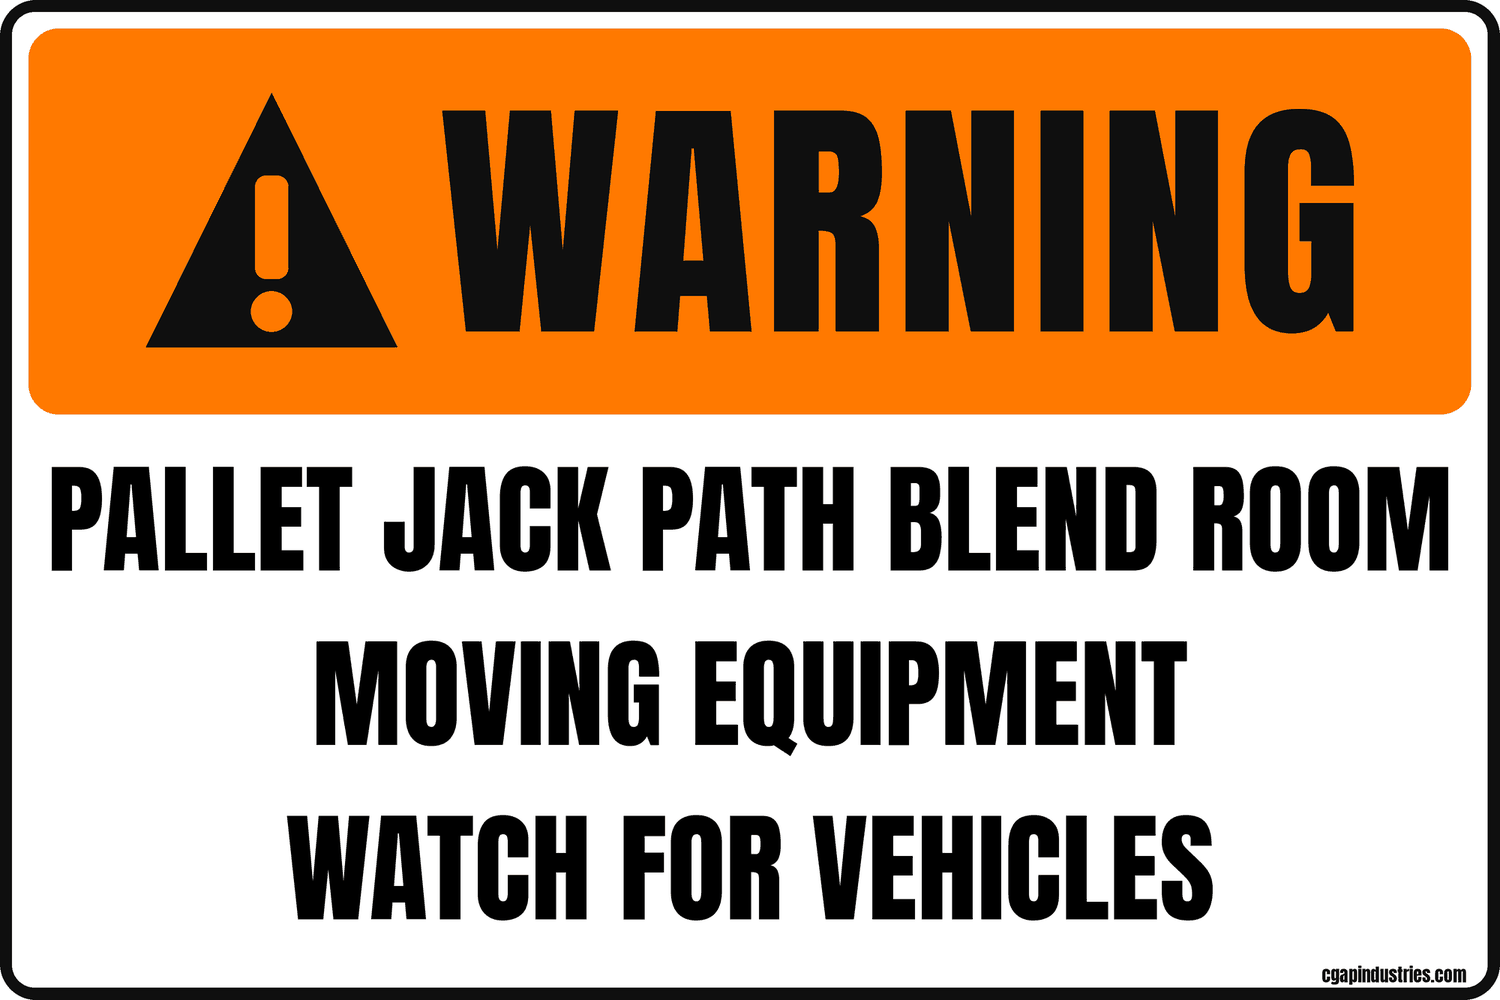 WARNING
PALLET JACK PATH BLEND ROOM
MOVING EQUIPMENT
WATCH FOR VEHICLES
cgapindustries.com